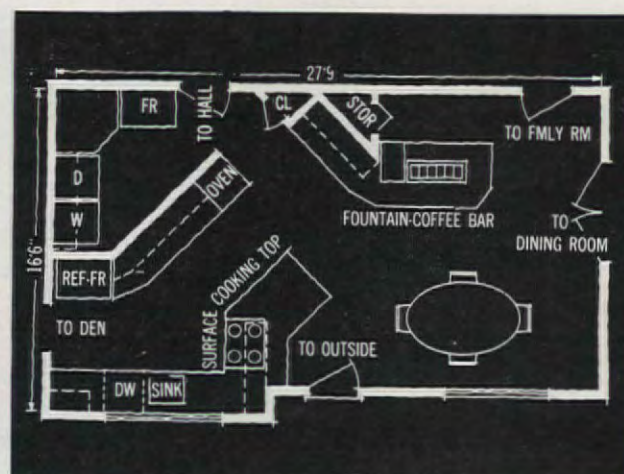 27'9
FR
TO HALL
CL
STOR
TO FMLY RM
D
W
OVEN
FOUNTAIN-COFFEE BAR
TO
DINING ROOM
16'6"
REF-FR
SURFACE
COOKING TOP
TO DEN
TO OUTSIDE
DW
SINK